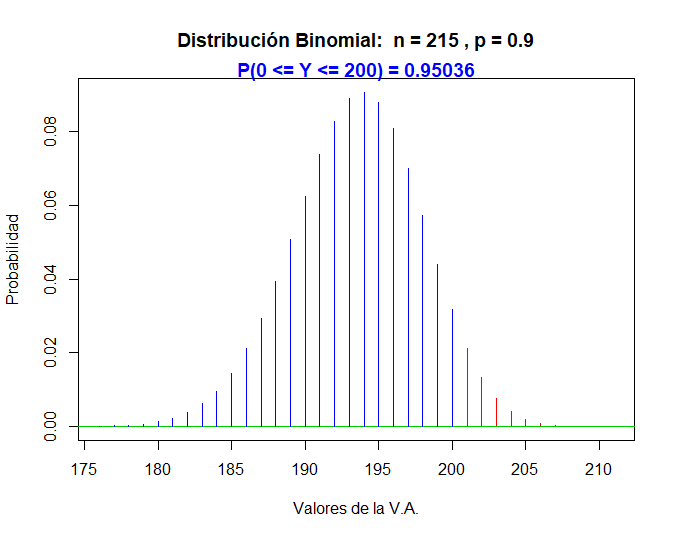 Distribución Binomial:  n = 215 , p = 0.9
P(0 <= Y <= 200) = 0.95036
Probabilidad
0.08
0.06
0.04
0.02
0.00
175 180 185 190 195 200 205 210
Valores de la V.A.